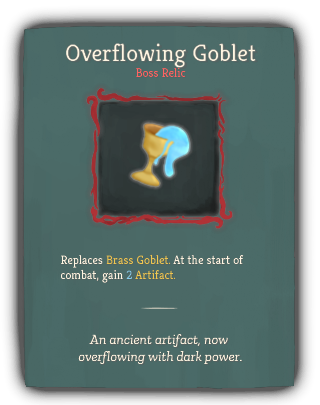 Overflowing Goblet
Boss Relic
Replaces Brass Goblet. At the start of
combat, gain 2 Artifact.
An ancient artifact, now
overflowing with dark power.